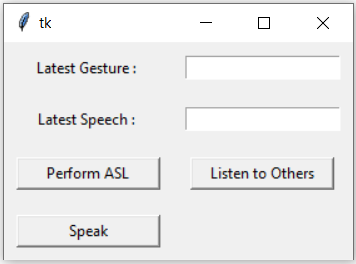 tk
Latest Gesture :
Latest Speech :
Perform ASL Listen to Others
Speak